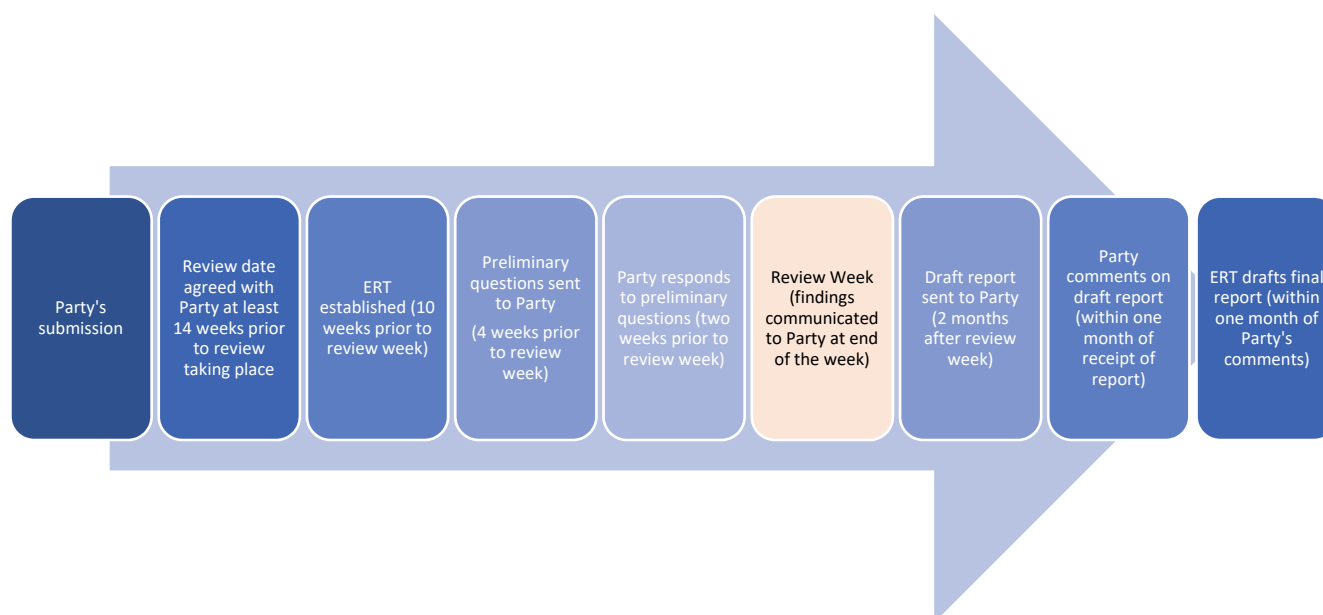 Party's
submission
Review date
agreed with
Party at least
14 weeks prior
to review
taking place
ERT
established (10
weeks prior to
review week)
Preliminary
questions sent
to Party
(4 weeks prior
to review
week)
Party responds
to preliminary
questions (two
weeks prior to
review week)
Review Week
(findings
communicated
to Party at end
of the week)
Draft report
sent to Party
(2 months
after review
week)
Party
comments on
draft report
(within one
month of
receipt of
report)
ERT drafts final
report (within
one month of
Party's
comments)